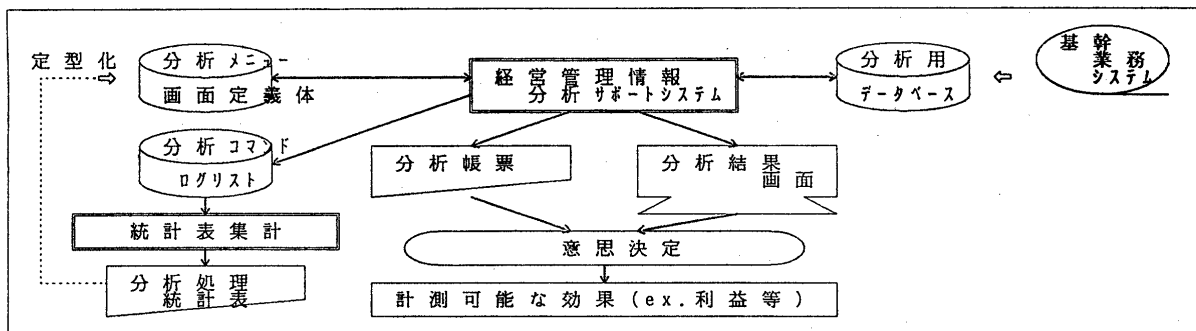 定型化
分析メニュー
画面定義体
経営管理情報
分析サポートシステム
分析用
データベース
基幹
業務
システム
分析コマンド
ログリスト
分析帳票
分析結果
画面
統計表集計
意思決定
分析処理
統計表
計測可能な効果(ex.利益等)